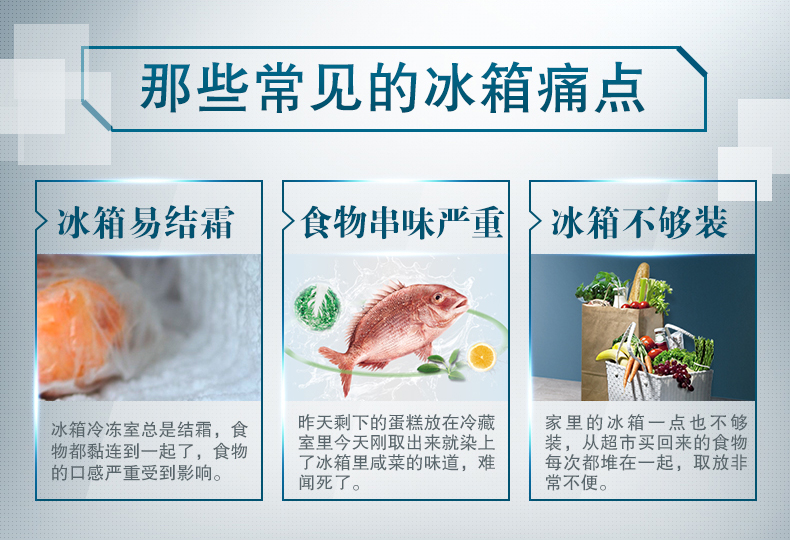 那些常见的冰箱痛点
冰箱易结霜
冰箱冷冻室总是结霜，食
物都黏连到一起了，食物
的口感严重受到影响。
食物串味严重
昨天剩下的蛋糕放在冷藏
室里今天刚取出来就染上
了冰箱里咸菜的味道，难
闻死了。
冰箱不够装
家里的冰箱一点也不够
装，从超市买回来的食物
每次都堆在一起，取放非
常不便。